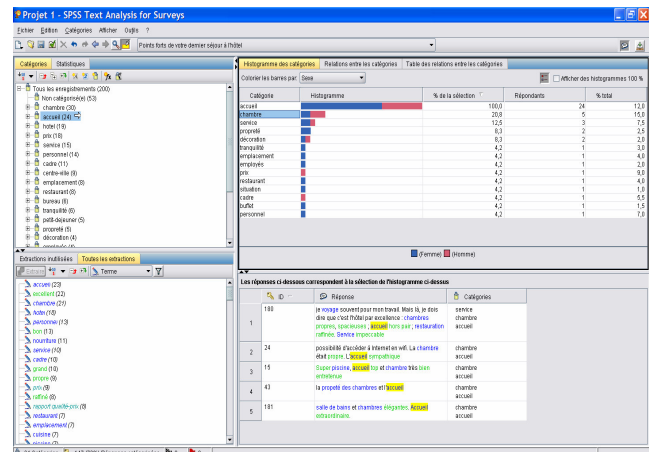 Projet 1 - SPSS Text Analysis for Surveys
Fichier Edition Catégories Afficher Outils ?
Points forts de votre dernier séjour à l'hôtel
Catégories Statistiques
Tous les enregistrements (200)
Non catégorisé(e) (53)
chambre (30)
accueil (24)
hotel (19)
prix (18)
service (15)
personnel (14)
cadre (11)
centre-ville (9)
emplacement (8)
restaurant (8)
bureau (6)
tranquilité (6)
petit-dejeuner (5)
propreté (5)
décoration (4)
employés (4)
Extractions inutilisées Toutes les extractions
Extraire Terme
accueil (23)
excellent (22)
chambre (21)
hotel (18)
personnel (13)
bon (13)
nourriture (11)
service (10)
cadre (10)
grand (10)
propre (9)
prix (9)
raffiné (8)
rapport qualité-prix (8)
restaurant (7)
emplacement (7)
cuisine (7)
piscine (7)
Histogramme des catégories Relations entre les catégories Table des relations entre les catégories
Colorier les barres par: Sexe Afficher des histogrammes 100 %
Catégorie Histogramme % de la sélection Répondants % total
accueil 100,0 24 12,0
chambre 20,8 5 15,0
service 12,5 3 7,5
propreté 8,3 2 2,5
décoration 8,3 2 2,0
tranquilité 4,2 1 3,0
emplacement 4,2 1 4,0
employés 4,2 1 2,0
prix 4,2 1 9,0
restaurant 4,2 1 4,0
situation 4,2 1 1,0
cadre 4,2 1 5,5
buffet 4,2 1 1,5
personnel 4,2 1 7,0
(Femme) (Homme)
Les réponses ci-dessous correspondent à la sélection de l'histogramme ci-dessus
ID Réponse Catégories
1 180 je voyage souvent pour mon travail. Mais là, je dois service
dire que c'est l'hôtel par excellence : chambres chambre
propres, spacieuses ; accueil hors pair ; restauration accueil
raffinée. Service impeccable
2 24 possibilité d'accéder à Internet en wifi. La chambre chambre
était propre. L'accueil sympathique accueil
3 15 Super piscine, accueil top et chambre très bien chambre
entretenue accueil
4 43 la propeté des chambres et l'accueil chambre
accueil
5 181 salle de bains et chambres élégantes. Accueil chambre
extraordinaire. accueil